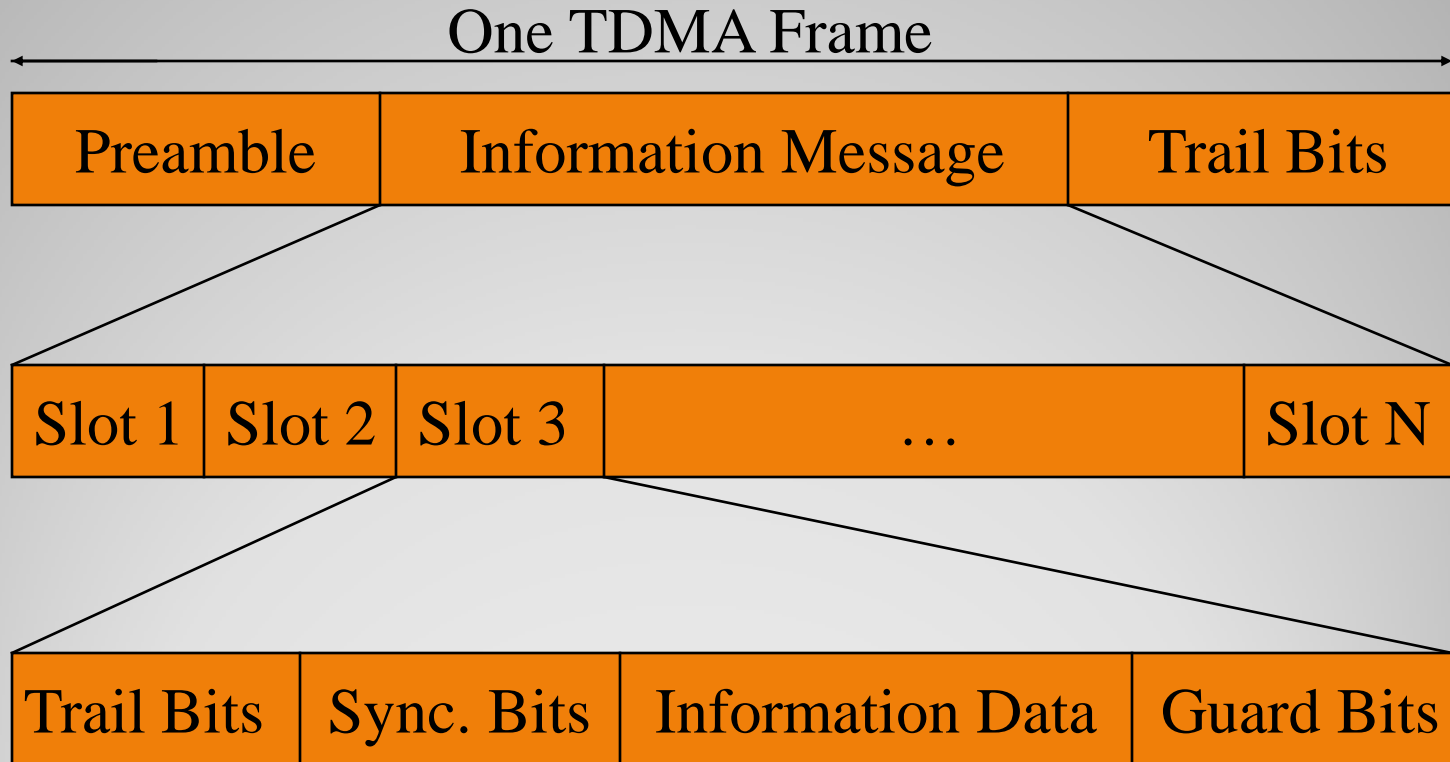 One TDMA Frame
Preamble Information Message Trail Bits
Slot 1 Slot 2 Slot 3 … Slot N
Trail Bits Sync. Bits Information Data Guard Bits